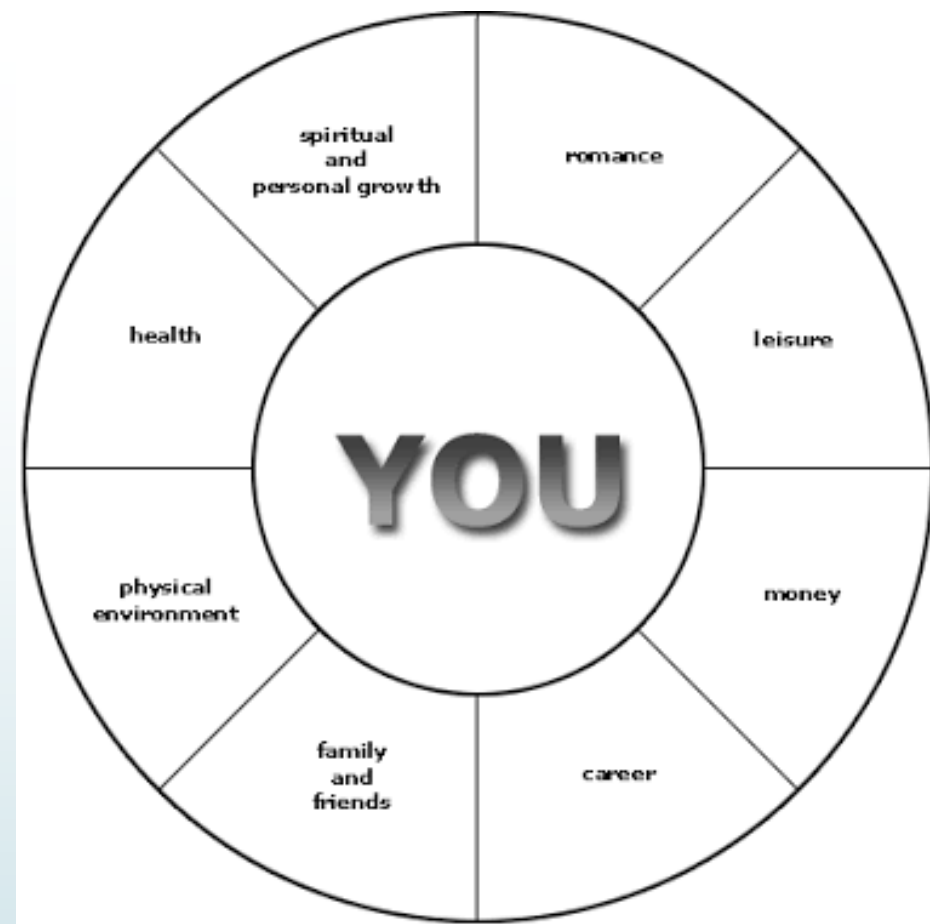 spiritual
and
personal growth
romance
health
leisure
YOU
physical
environment
money
family
and
friends
career